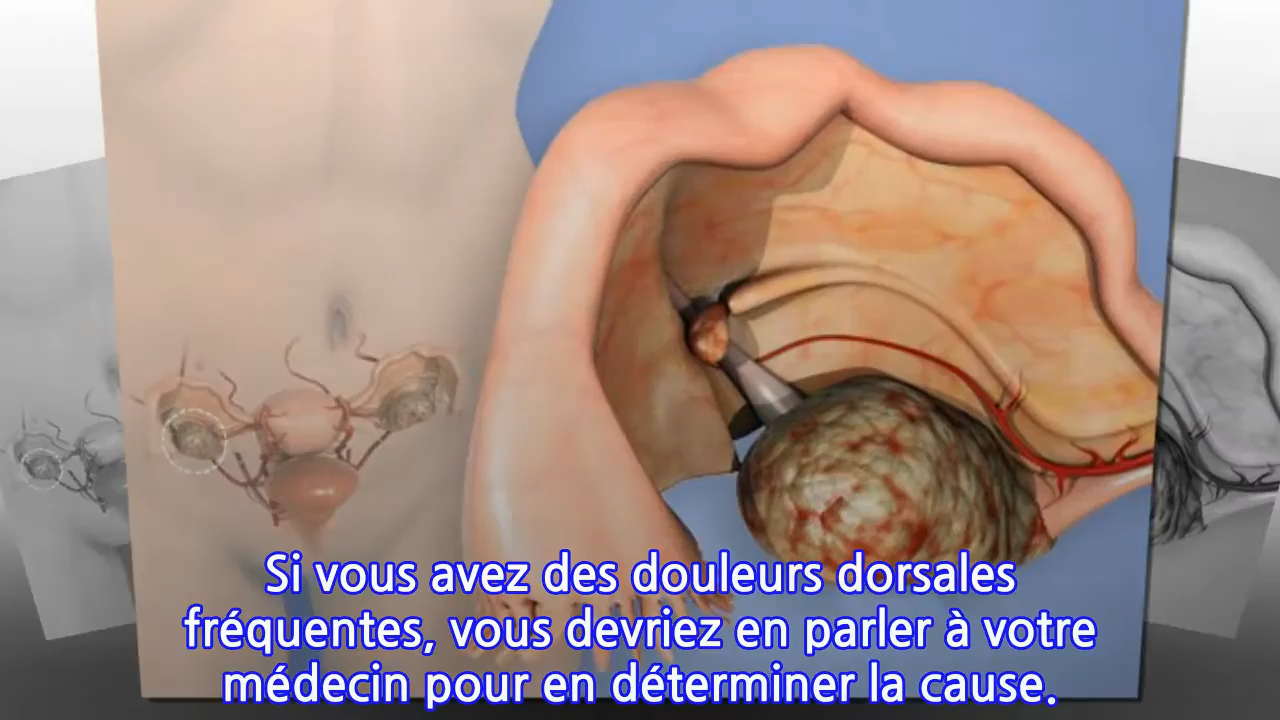 Si vous avez des douleurs dorsales
fréquentes, vous devriez en parler à votre
médecin pour en déterminer la cause.